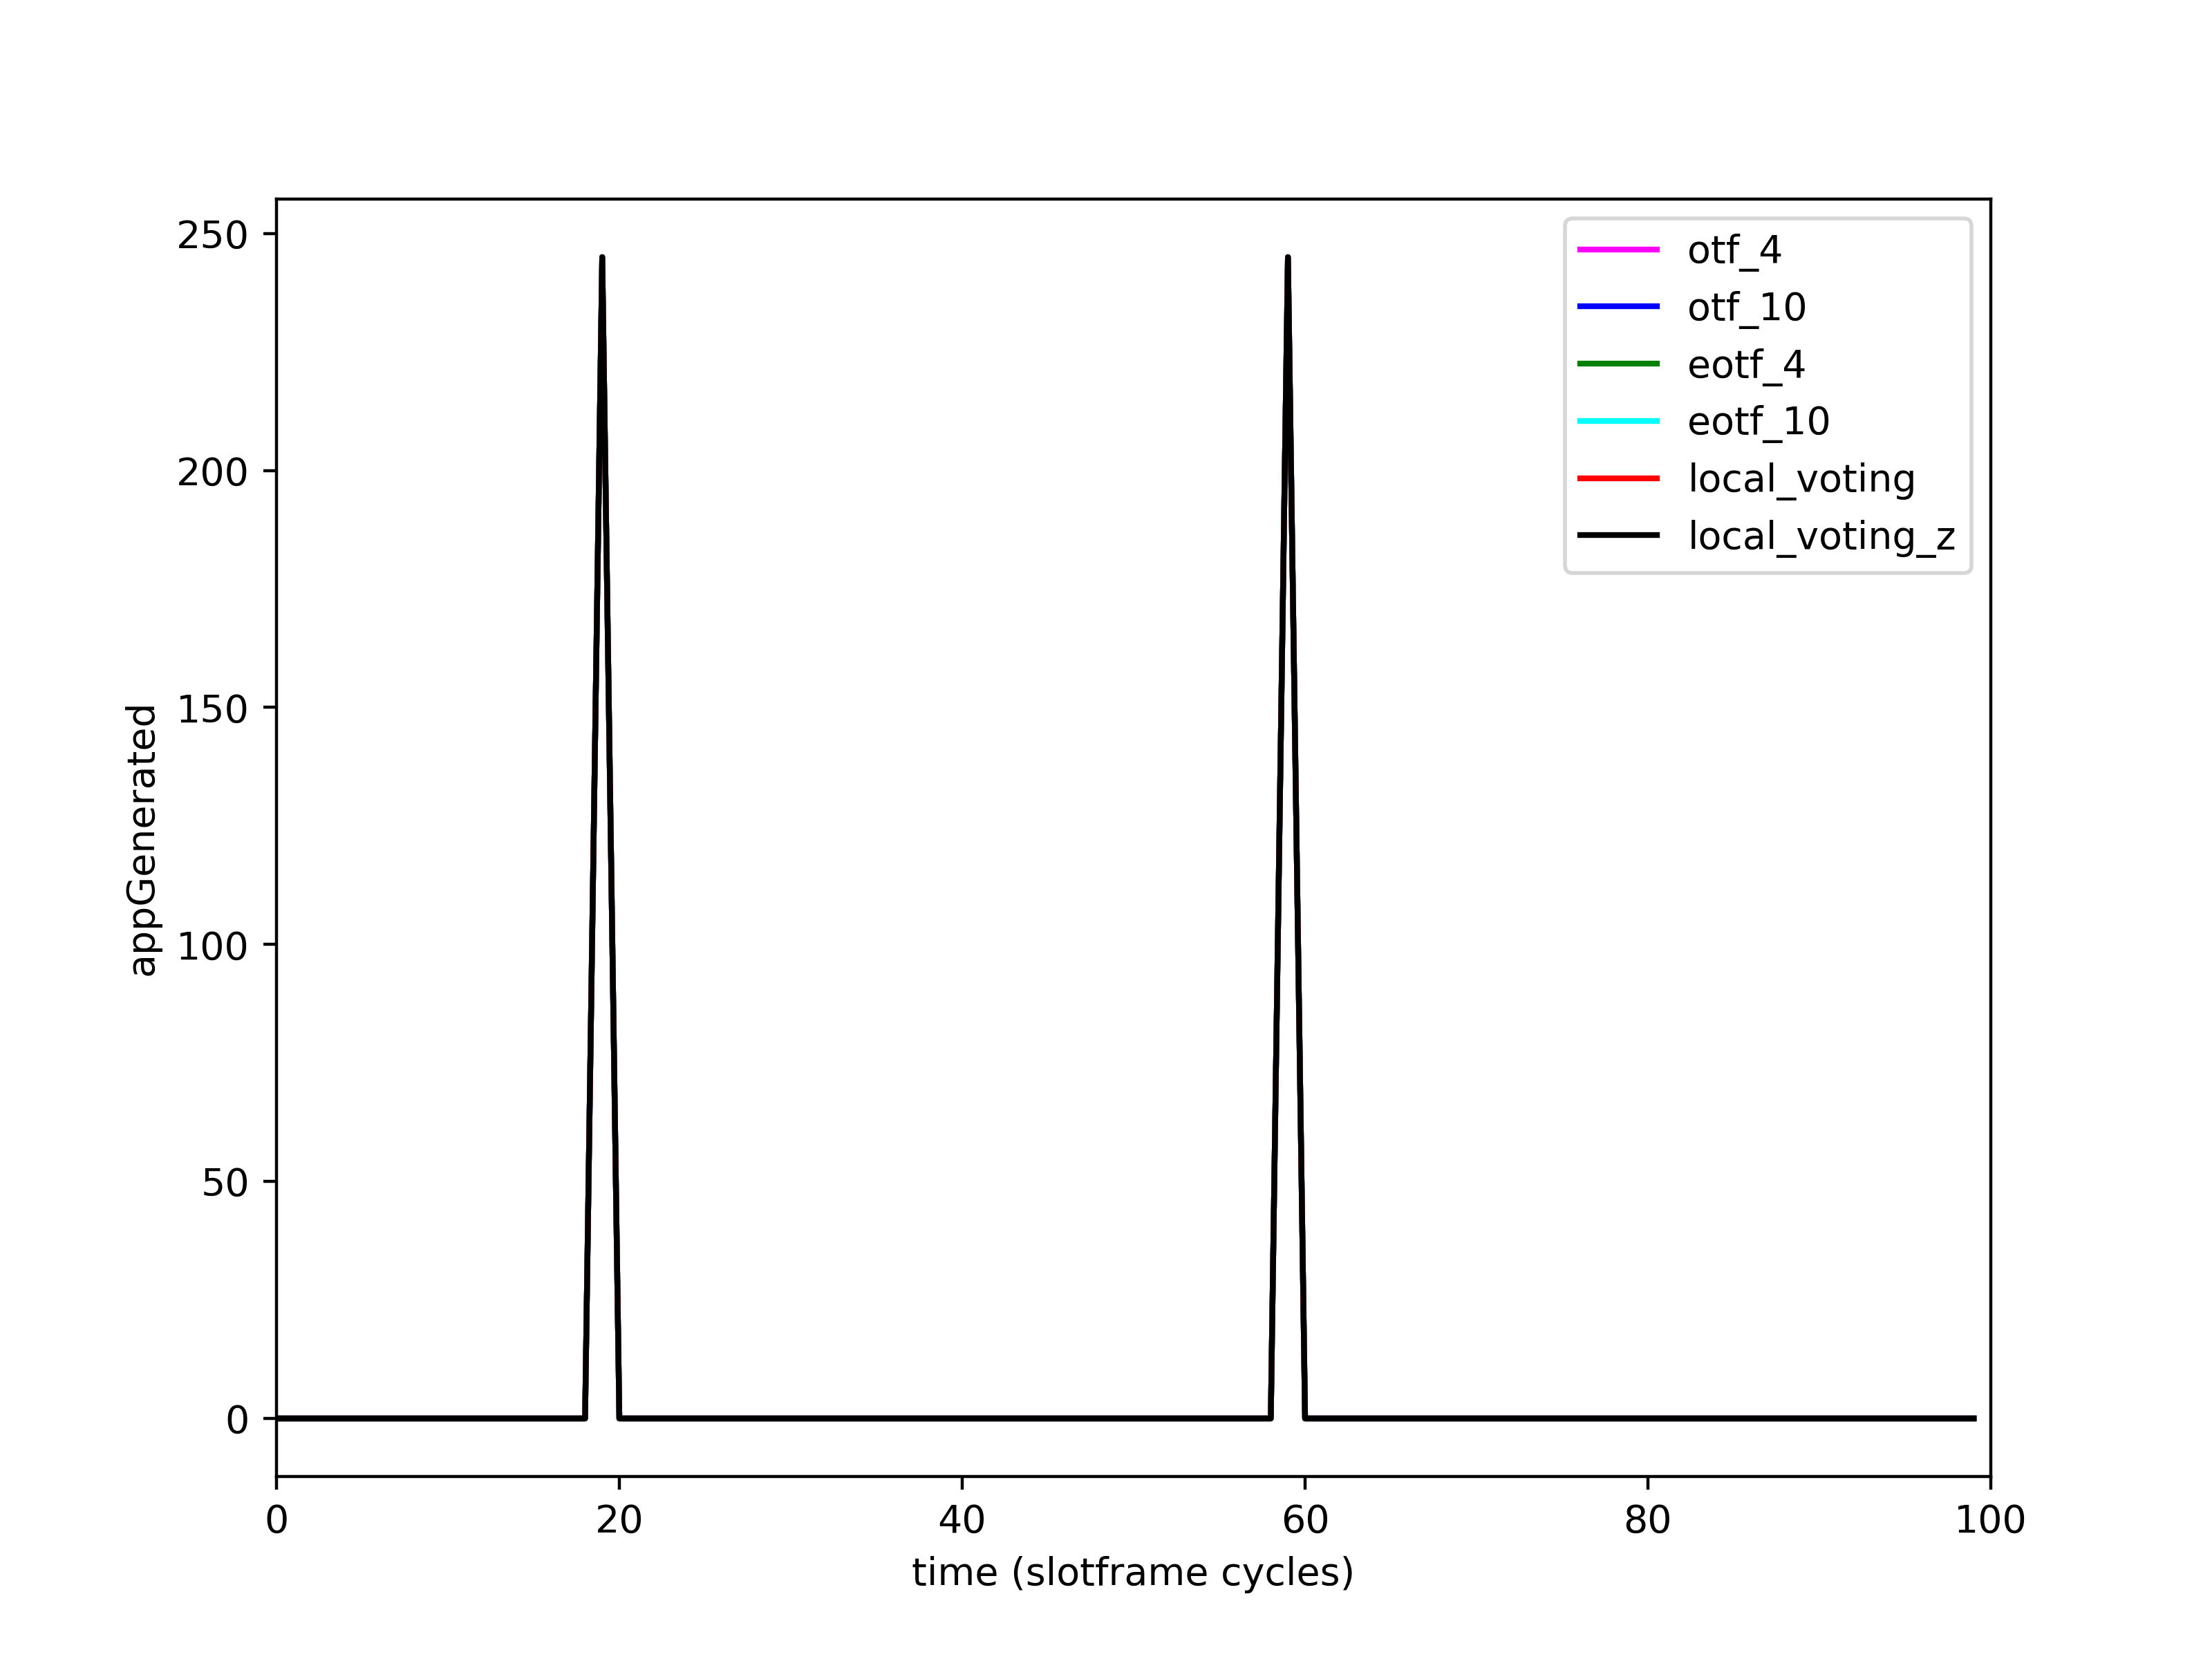 250
200
150
100
50
0
appGenerated
0 20 40 60 80 100
time (slotframe cycles)
otf_4
otf_10
eotf_4
eotf_10
local_voting
local_voting_z